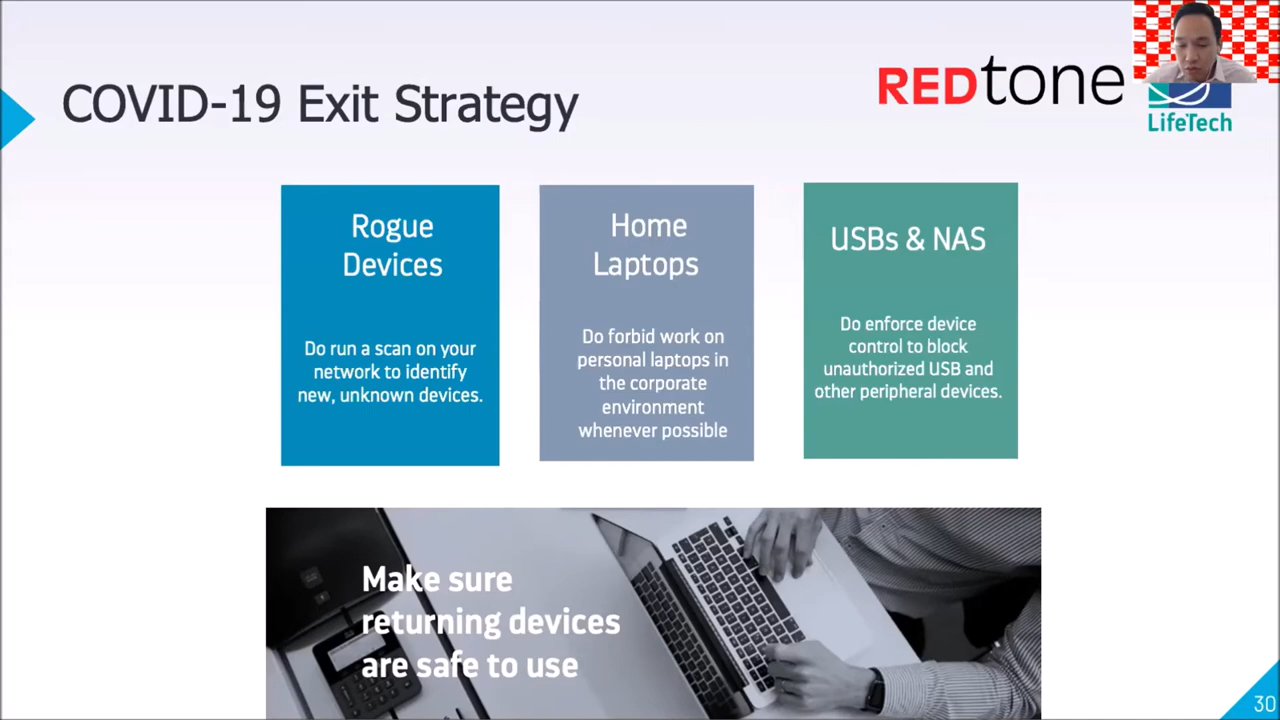 COVID-19 Exit Strategy
REDtone
LifeTech
Rogue
Devices
Do run a scan on your
network to identify
new, unknown devices.
Home
Laptops
Do forbid work on
personal laptops in
the corporate
environment
whenever possible
USBs & NAS
Do enforce device
control to block
unauthorized USB and
other peripheral devices.
Make sure
returning devices
are safe to use
30